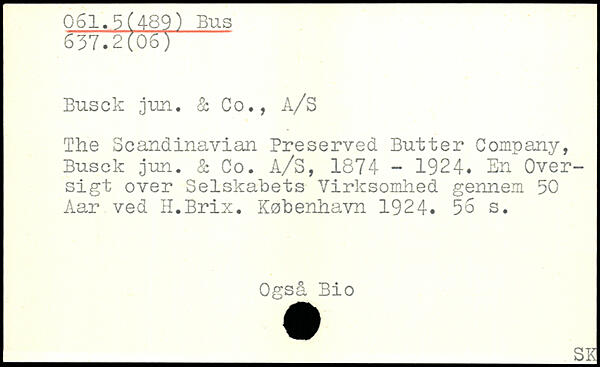 061.5(489) Bus
637.2(06)
Busck jun. & Co., A/S
The Scandinavian Preserved Butter Company,
Busck jun. & Co. A/S, 1874 - 1924. En Over-
sigt over Selskabets Virksomhed gennem 50
Aar ved H.Brix. København 1924. 56 s.
Også Bio
SK